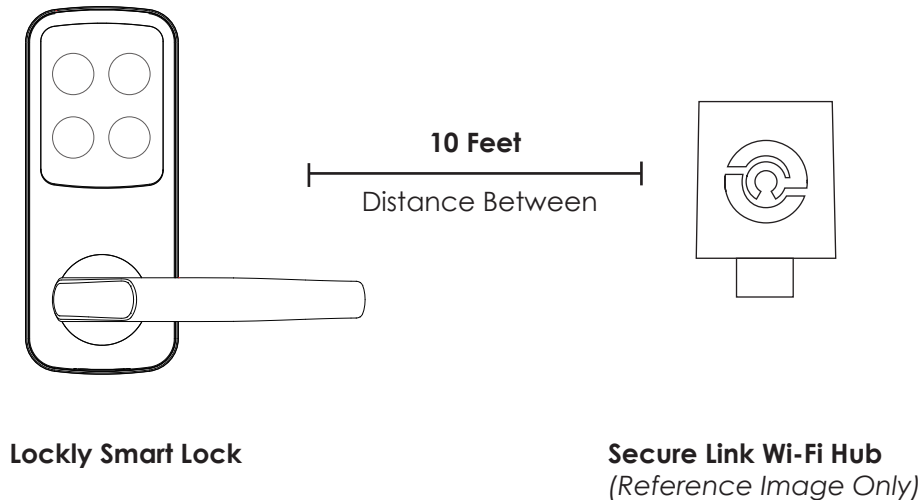 10 Feet
Distance Between
Lockly Smart Lock
Secure Link Wi-Fi Hub
(Reference Image Only)